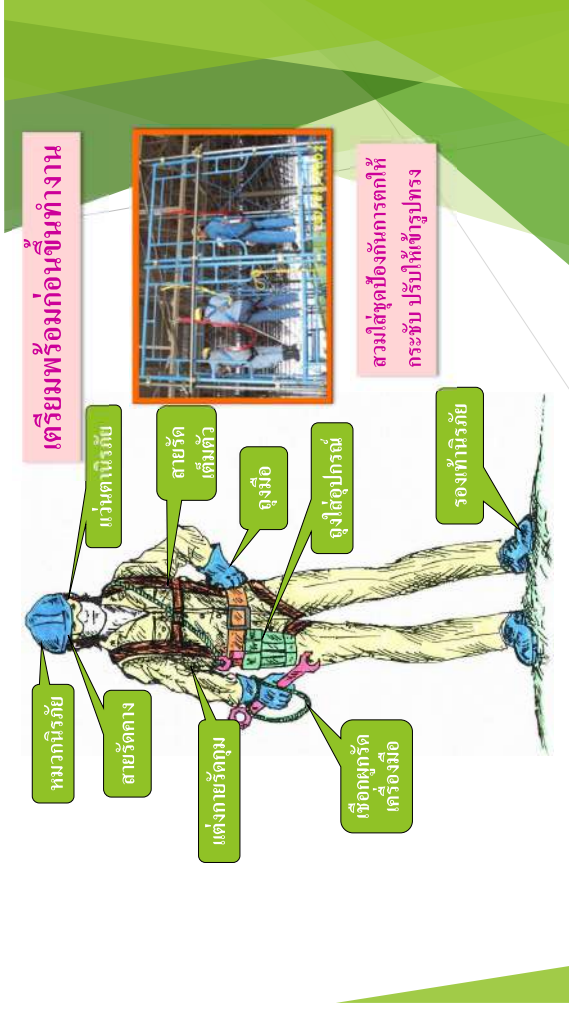 เตรียมพร้อมก่อนขึ้นทำงาน
หมวกนิรภัย
แว่นตานิรภัย
สายรัดคาง
สายรัด
เต็มตัว
แต่งกายรัดกุม
ถุงมือ
ถุงใส่อุปกรณ์
เชือกผูกรัด
เครื่องมือ
รองเท้านิรภัย
สวมใส่ชุดป้องกันการตกให้
กระชับ ปรับให้เข้ารูปทรง